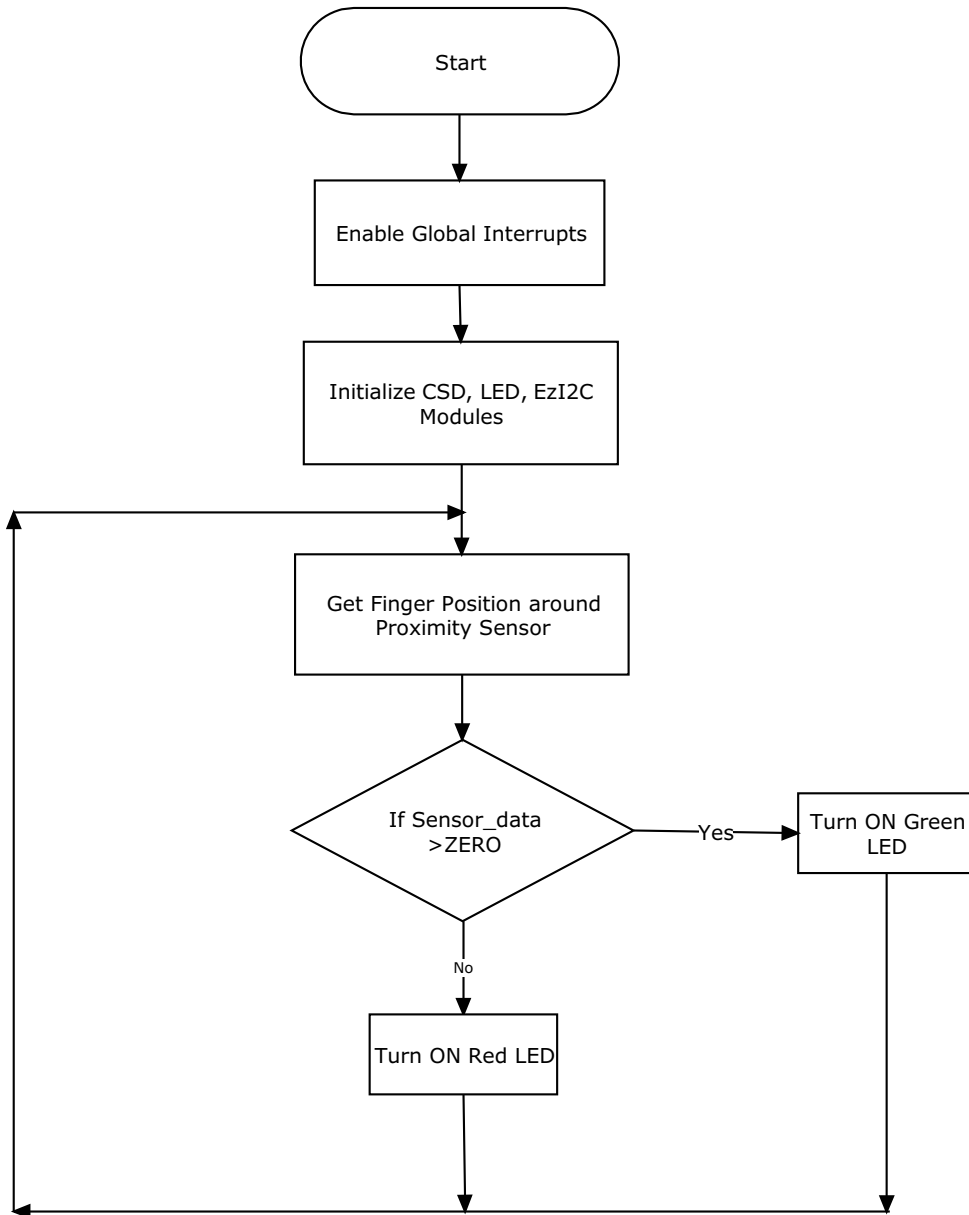 Start
Enable Global Interrupts
Initialize CSD, LED, EzI2C
Modules
Get Finger Position around
Proximity Sensor
If Sensor_data
>ZERO
Yes
Turn ON Green
LED
No
Turn ON Red LED